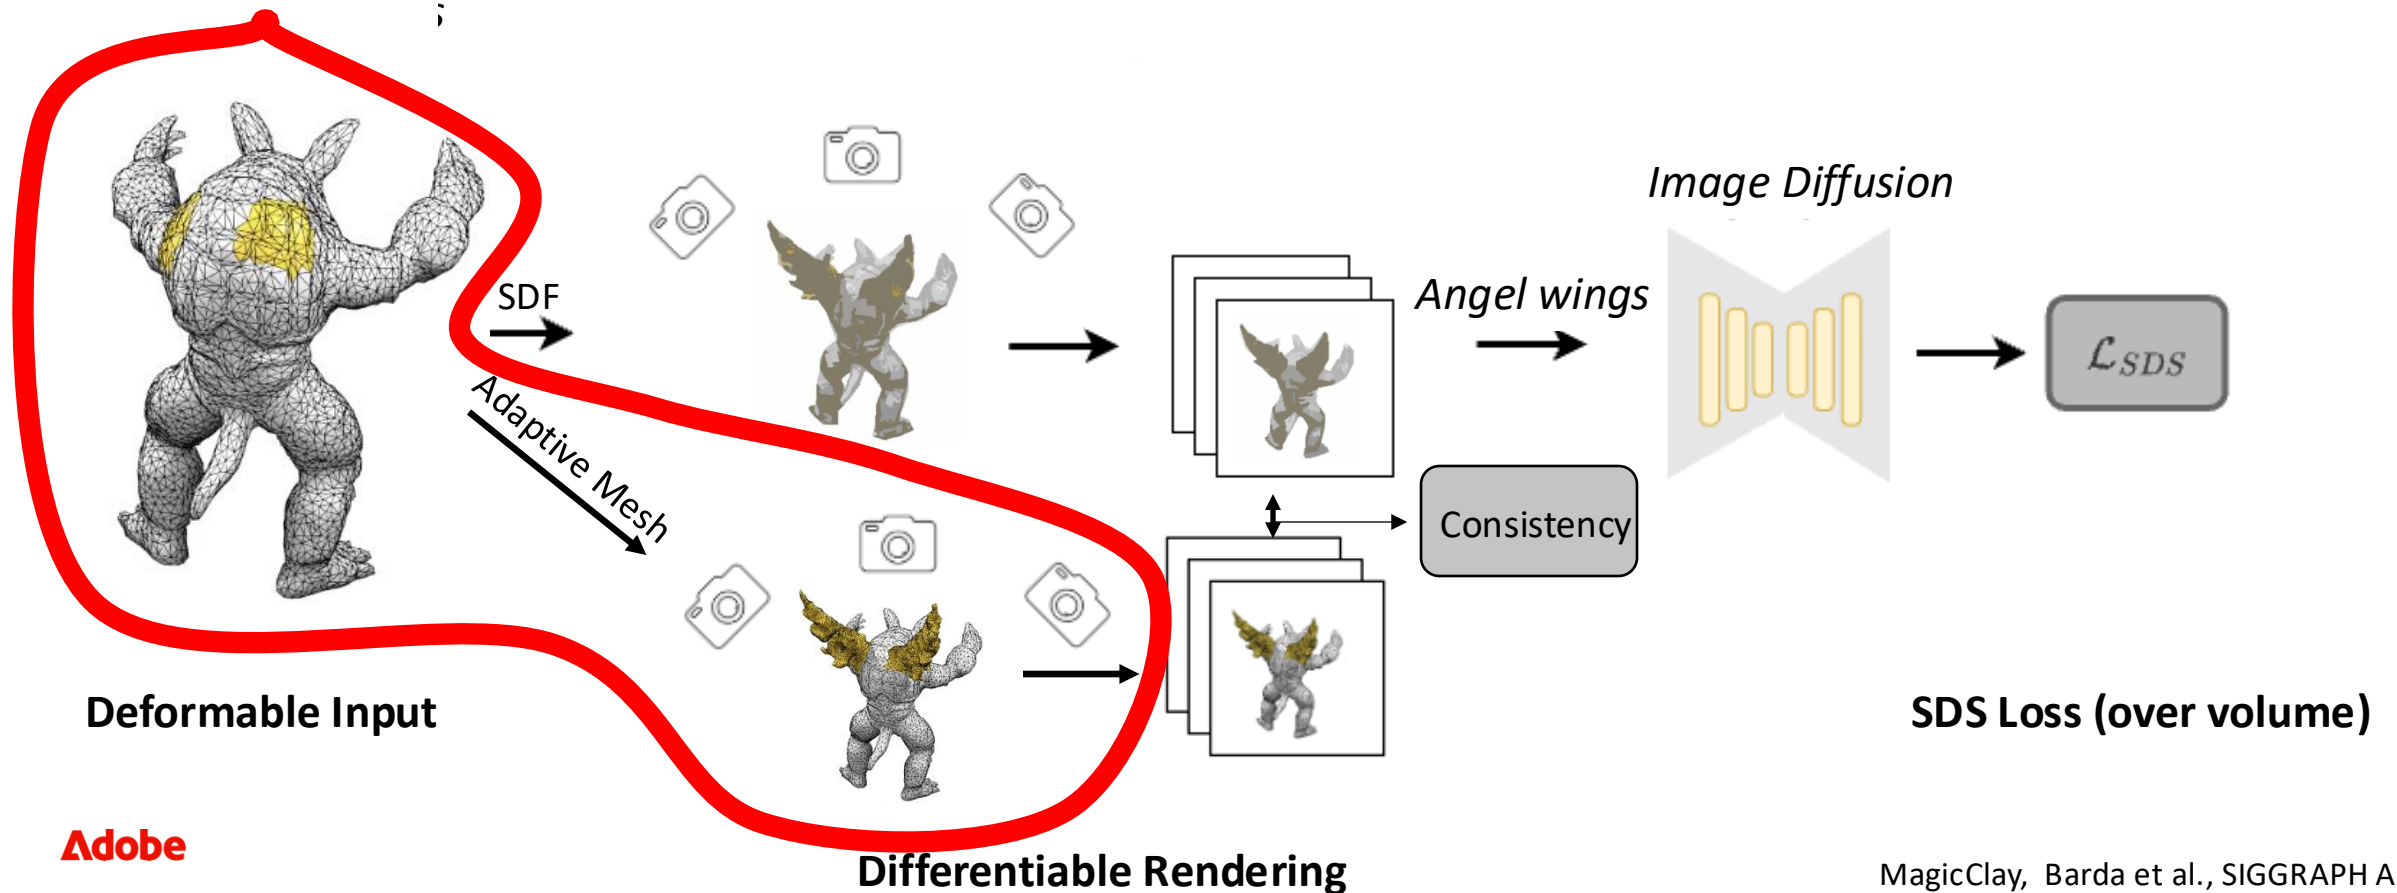 Image Diffusion
SDF
Angel wings
Adaptive Mesh
ℒSDS
Consistency
Deformable Input
SDS Loss (over volume)
Adobe
Differentiable Rendering
MagicClay, Barda et al., SIGGRAPH A